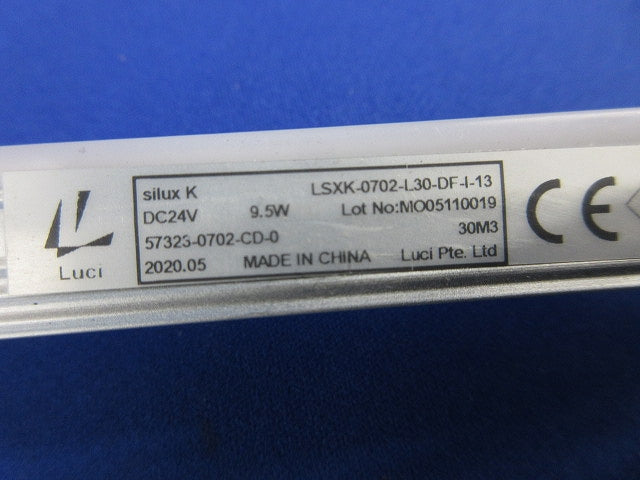 Luci
silux K LSXK-0702-L30-DF-I-13
DC24V 9.5W Lot No:MO05110019
57323-0702-CD-0 30M3
2020.05 MADE IN CHINA Luci Pte. Ltd
CE